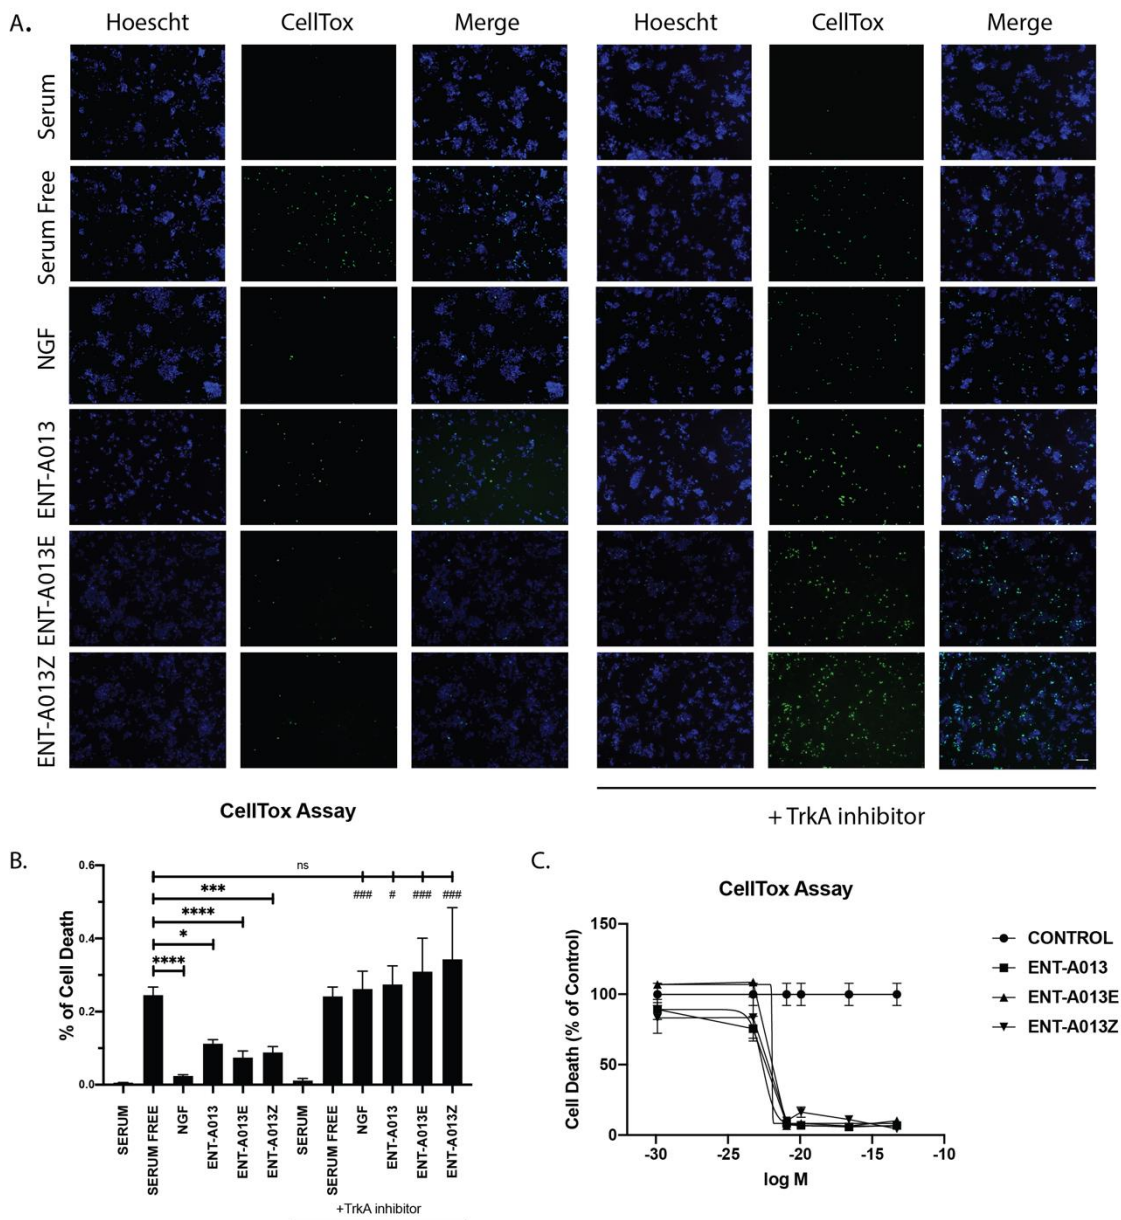 A.
Hoescht CellTox Merge Hoescht CellTox Merge
Serum
Serum Free
NGF
ENT-A013
ENT-A013E
ENT-A013Z
CellTox Assay
+ TrkA inhibitor
B.
% of Cell Death
0.6
0.4
0.2
0.0
ns
***
****
*
****
### # ### ###
SERUM
SERUM FREE
NGF
ENT-A013
ENT-A013E
ENT-A013Z
SERUM
SERUM FREE
NGF
ENT-A013
ENT-A013E
ENT-A013Z
+TrkA inhibitor
C.
CellTox Assay
Cell Death (% of Control)
150
100
50
0
-30 -25 -20 -15 -10
log M
CONTROL
ENT-A013
ENT-A013E
ENT-A013Z